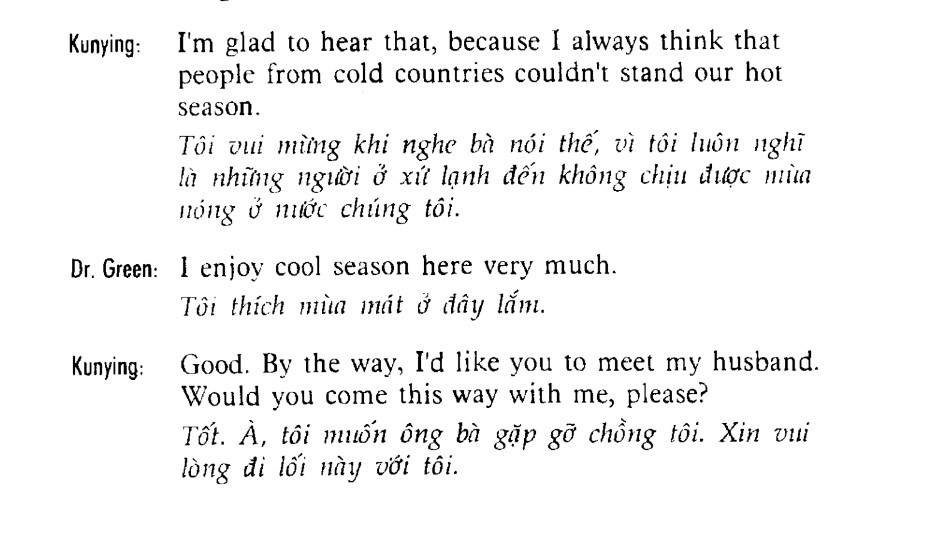 Kunying: I'm glad to hear that, because I always think that
people from cold countries couldn't stand our hot
season.
Tôi vui mừng khi nghe bà nói thế, vì tôi luôn nghĩ
là những người ở xứ lạnh đến không chịu được mùa
nóng ở nước chúng tôi.
Dr. Green: I enjoy cool season here very much.
Tôi thích mùa mát ở đây lắm.
Kunying: Good. By the way, I'd like you to meet my husband.
Would you come this way with me, please?
Tốt. À, tôi muốn ông bà gặp gỡ chồng tôi. Xin vui
lòng đi lối này với tôi.